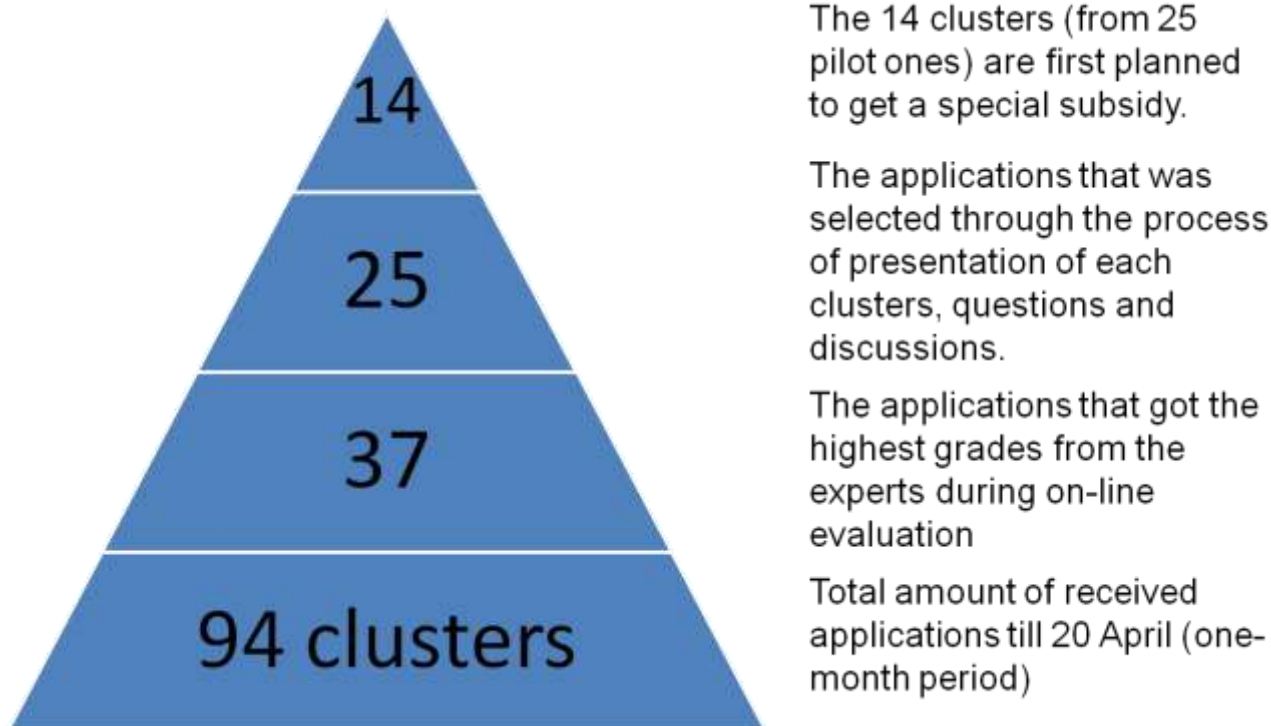 14
The 14 clusters (from 25
pilot ones) are first planned
to get a special subsidy.
25
The applications that was
selected through the process
of presentation of each
clusters, questions and
discussions.
37
The applications that got the
highest grades from the
experts during on-line
evaluation
94 clusters
Total amount of received
applications till 20 April (one-
month period)